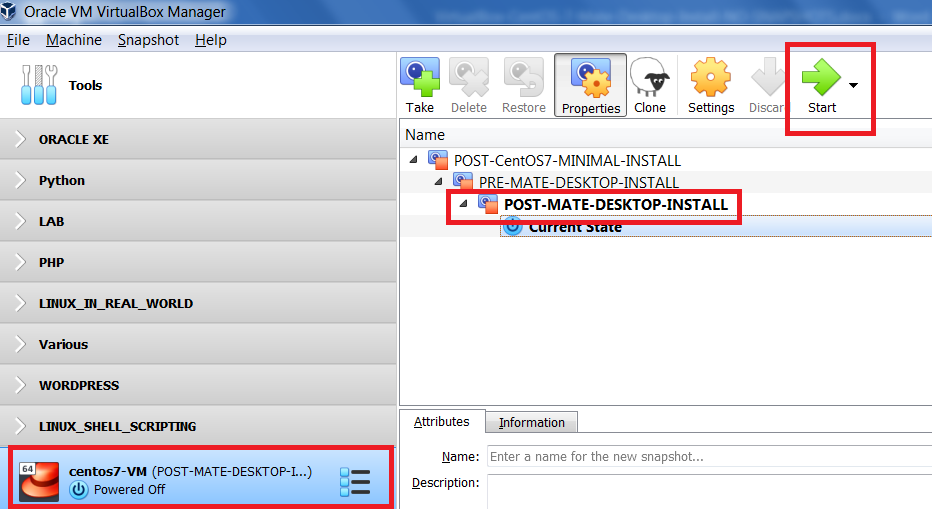 Oracle VM VirtualBox Manager
File Machine Snapshot Help
Tools
ORACLE XE
Python
LAB
PHP
LINUX_IN_REAL_WORLD
Various
WORDPRESS
LINUX_SHELL_SCRIPTING
64
centos7-VM (POST-MATE-DESKTOP-I...)
Powered Off
Take Delete Restore Properties Clone Settings Discard Start
Name
POST-CentOS7-MINIMAL-INSTALL
PRE-MATE-DESKTOP-INSTALL
POST-MATE-DESKTOP-INSTALL
Current State
Attributes Information
Name: Enter a name for the new snapshot...
Description: